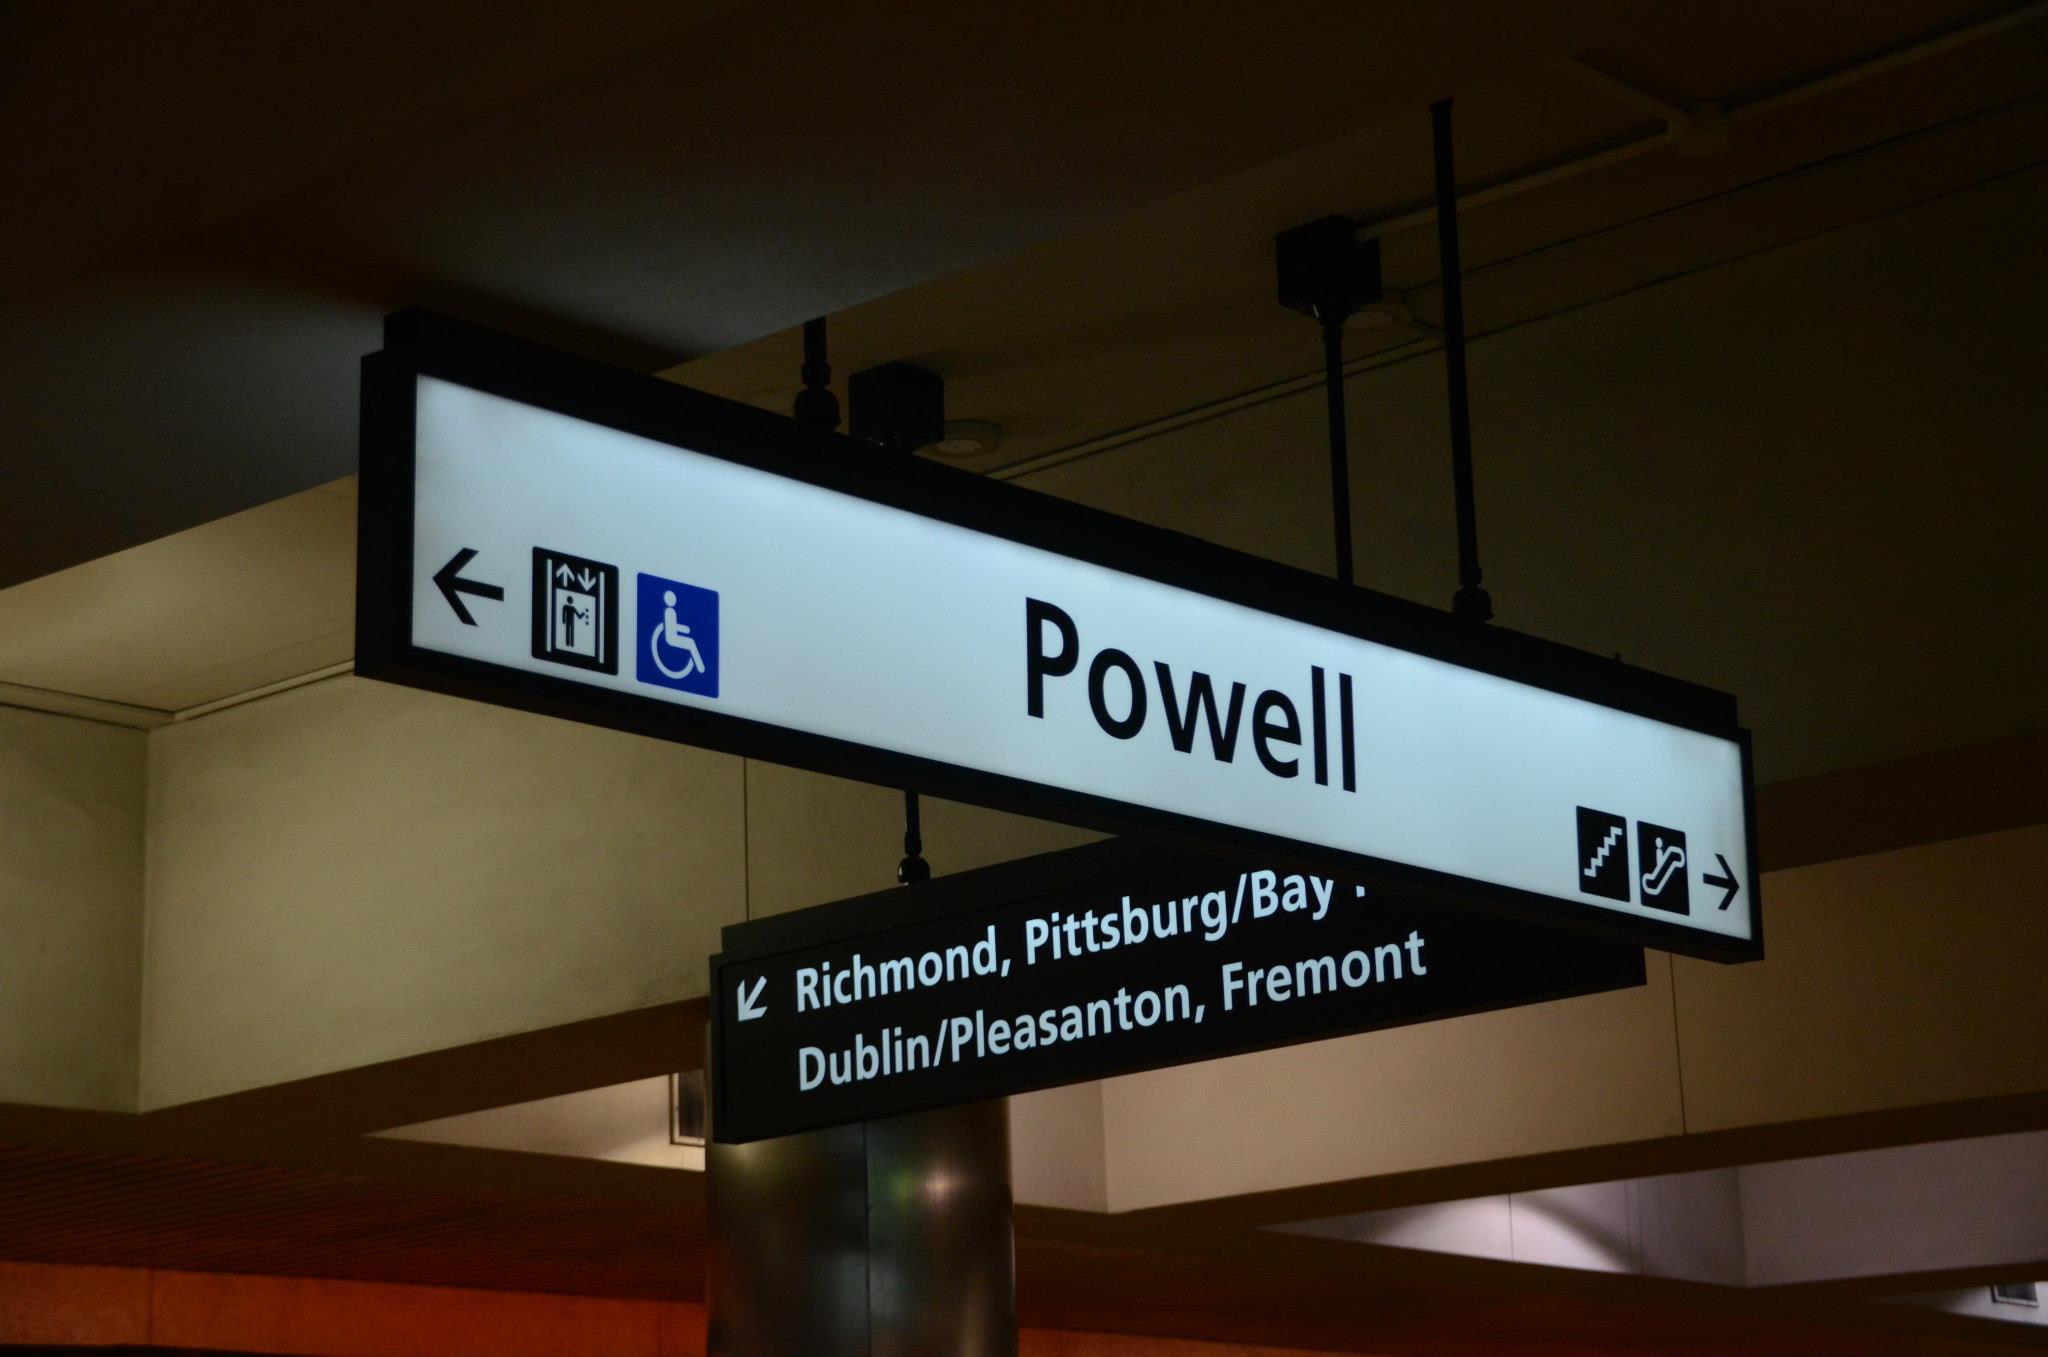 Powell
Richmond, Pittsburg/Bay
Dublin/Pleasanton, Fremont